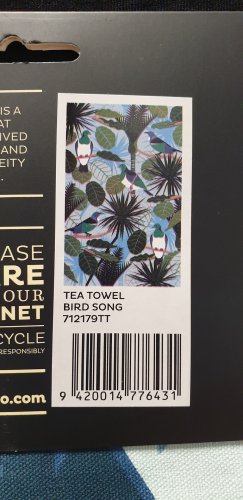 IS A
AT
IVED
AND
EITY
ASE
RE
OUR
NET
CYCLE
RESPONSIBLY
o.com
TEA TOWEL
BIRD SONG
712179TT
9 420014 776431